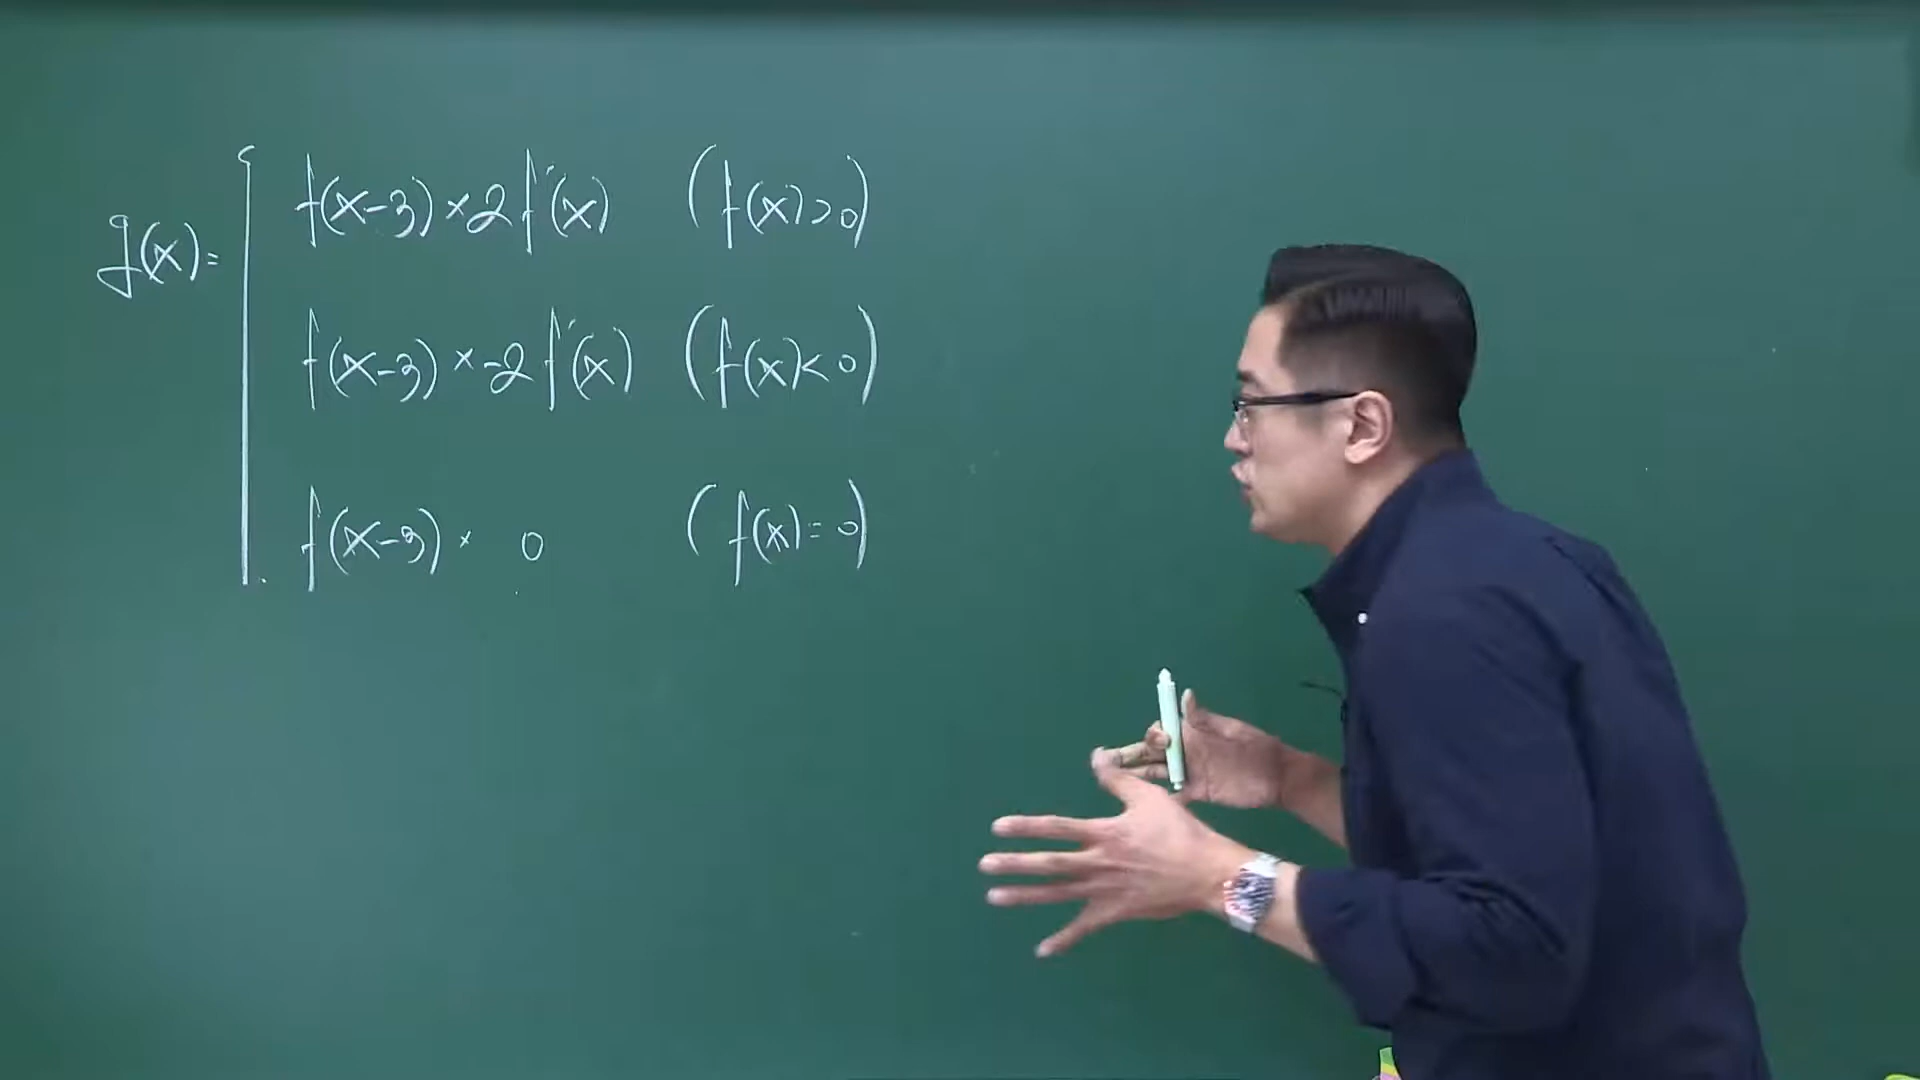 g(x)=
f(x-3)×2f'(x) (f(x)>0)
f(x-3)×-2f'(x) (f(x)<0)
f(x-3)× 0 (f(x)=0)